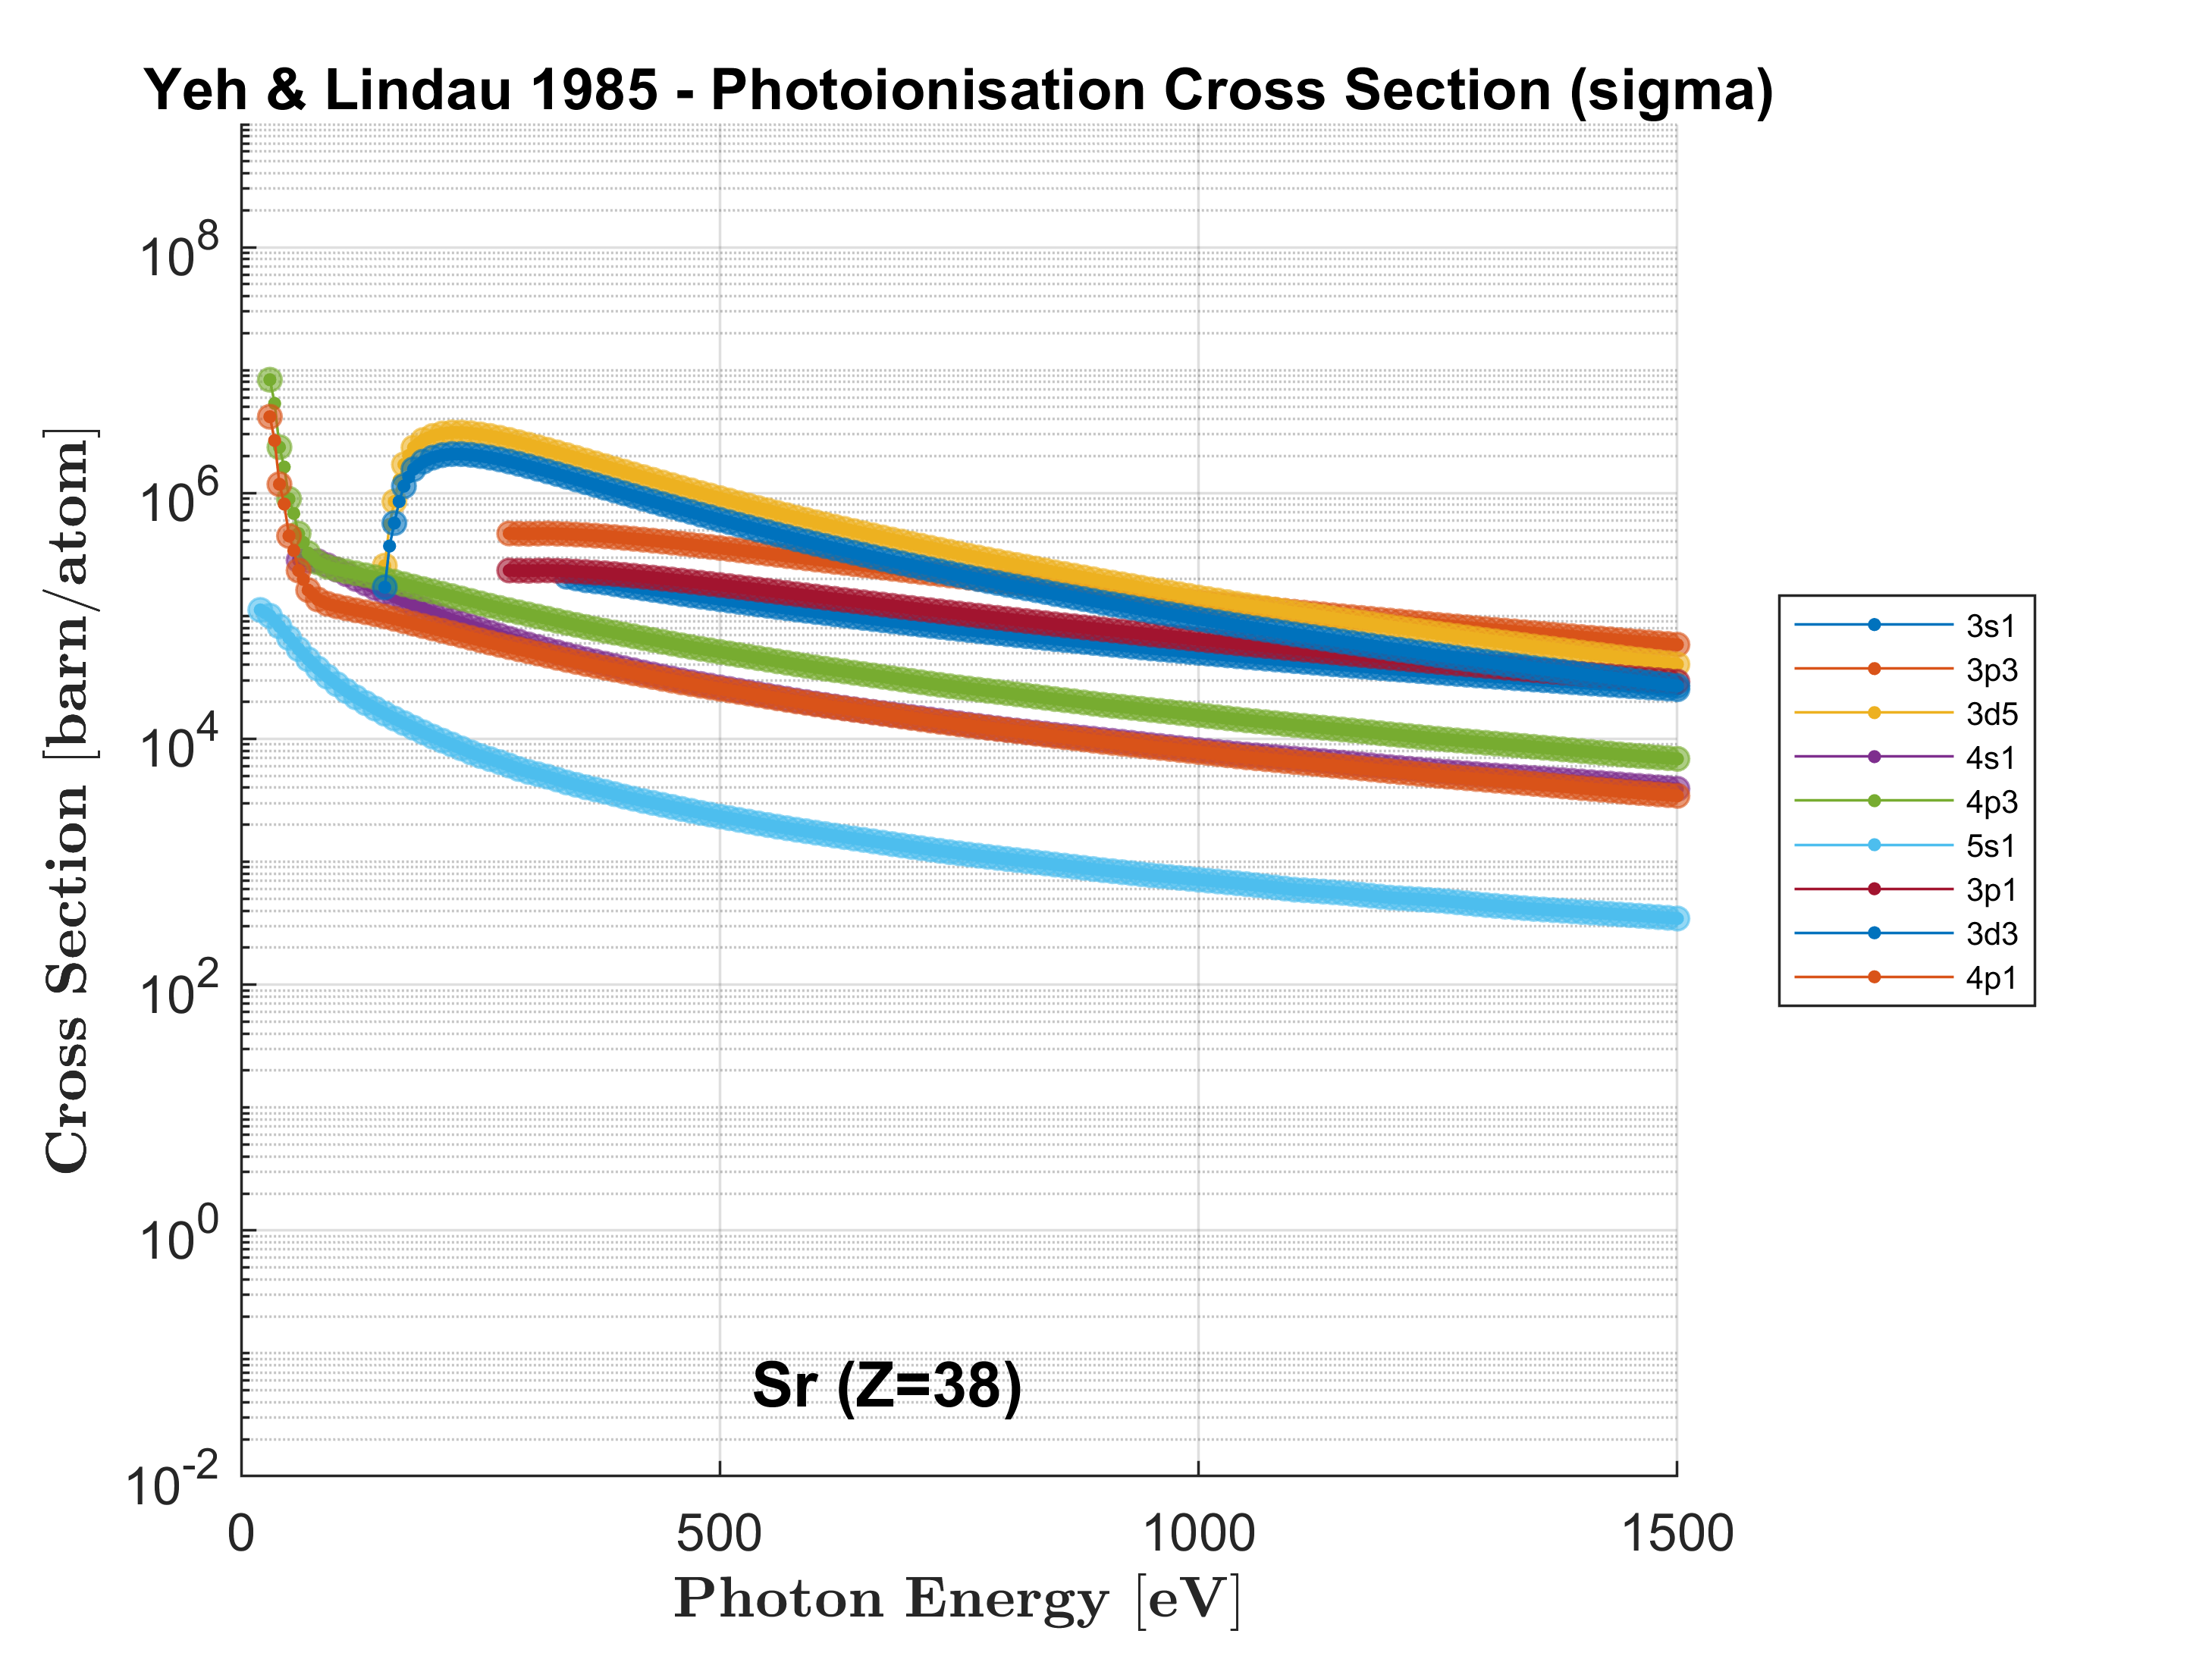 Yeh & Lindau 1985 - Photoionisation Cross Section (sigma)
Cross Section [barn/atom]
10^8
10^6
10^4
10^2
10^0
10^-2
0 500 1000 1500
Photon Energy [eV]
Sr (Z=38)
3s1
3p3
3d5
4s1
4p3
5s1
3p1
3d3
4p1